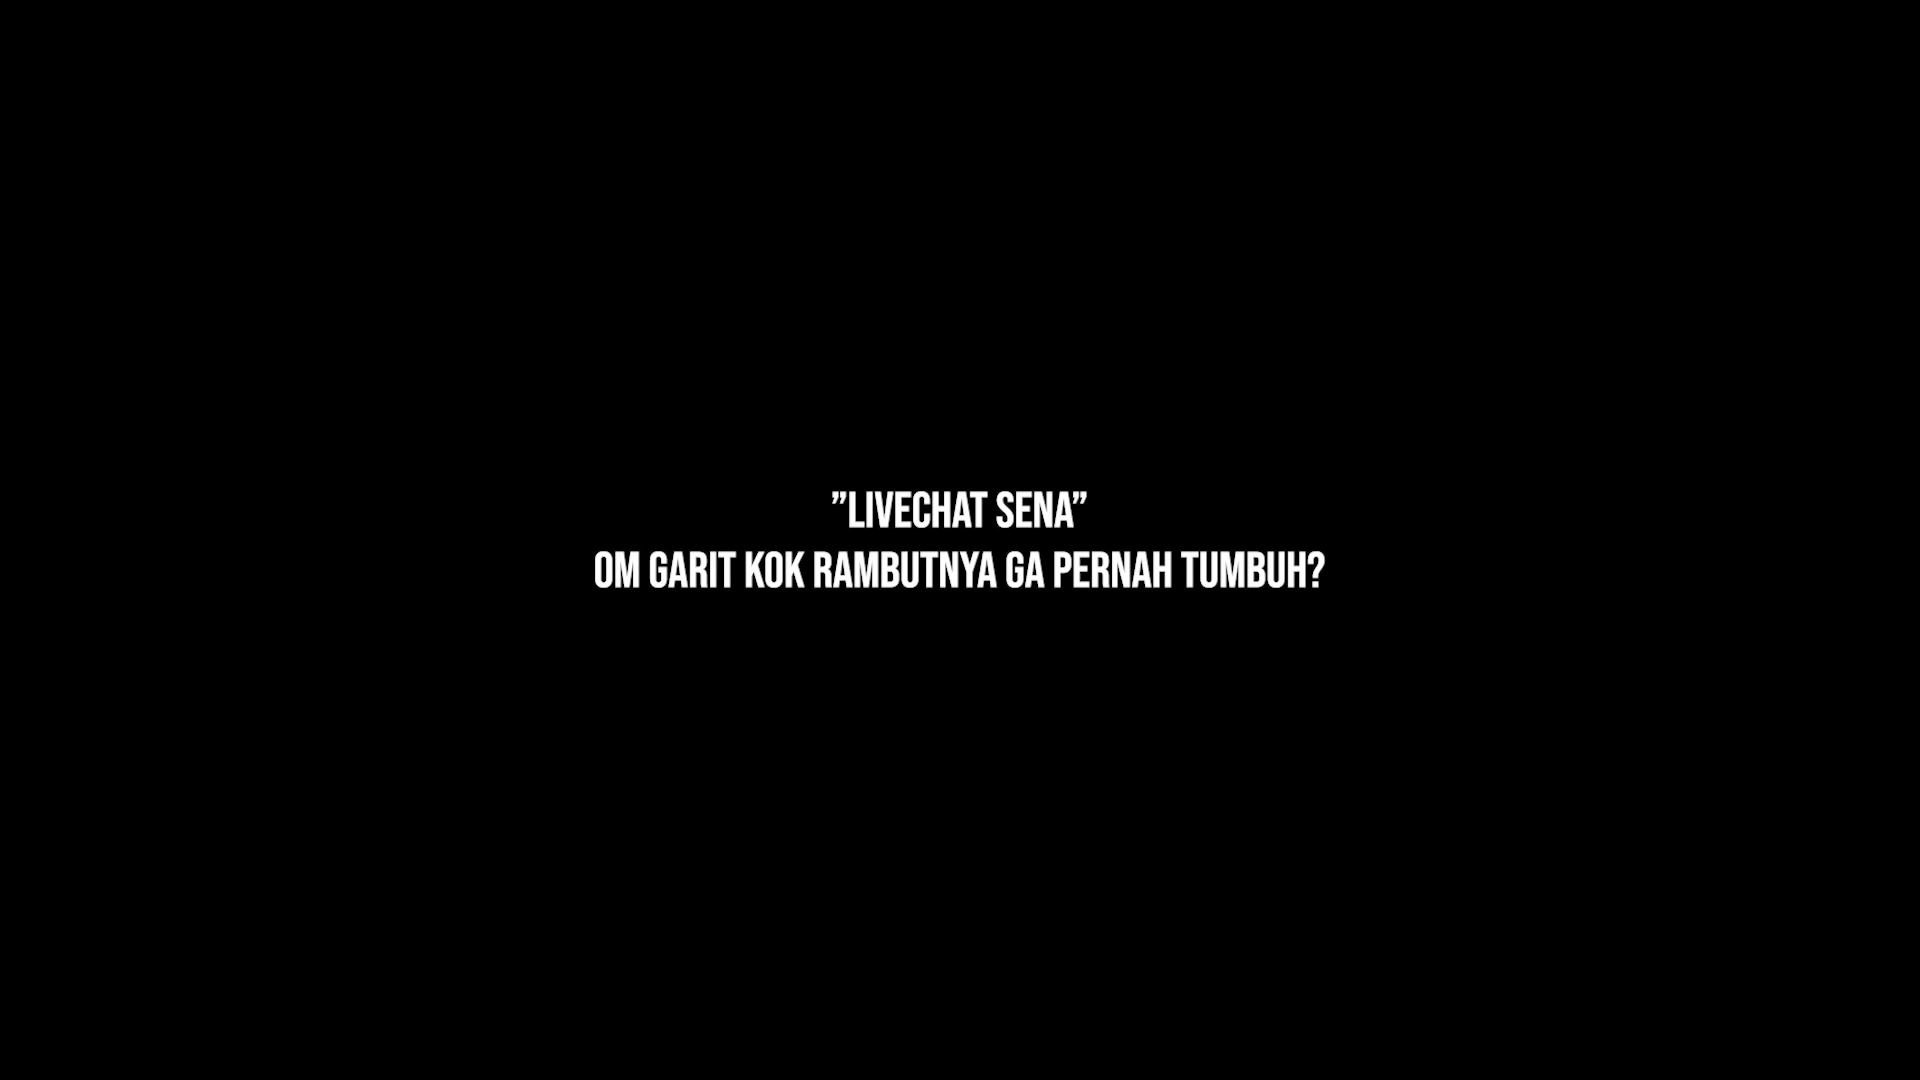 ”LIVECHAT SENA”
OM GARIT KOK RAMBUTNYA GA PERNAH TUMBUH?